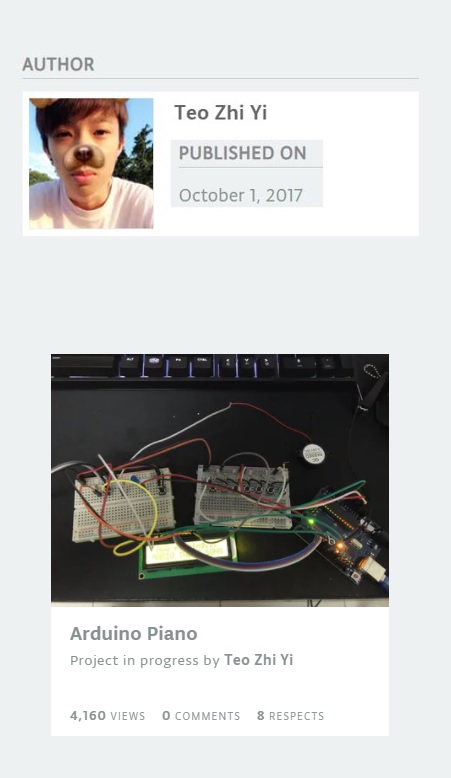 AUTHOR
Teo Zhi Yi
PUBLISHED ON
October 1, 2017
Arduino Piano
Project in progress by Teo Zhi Yi
4,160 VIEWS 0 COMMENTS 8 RESPECTS